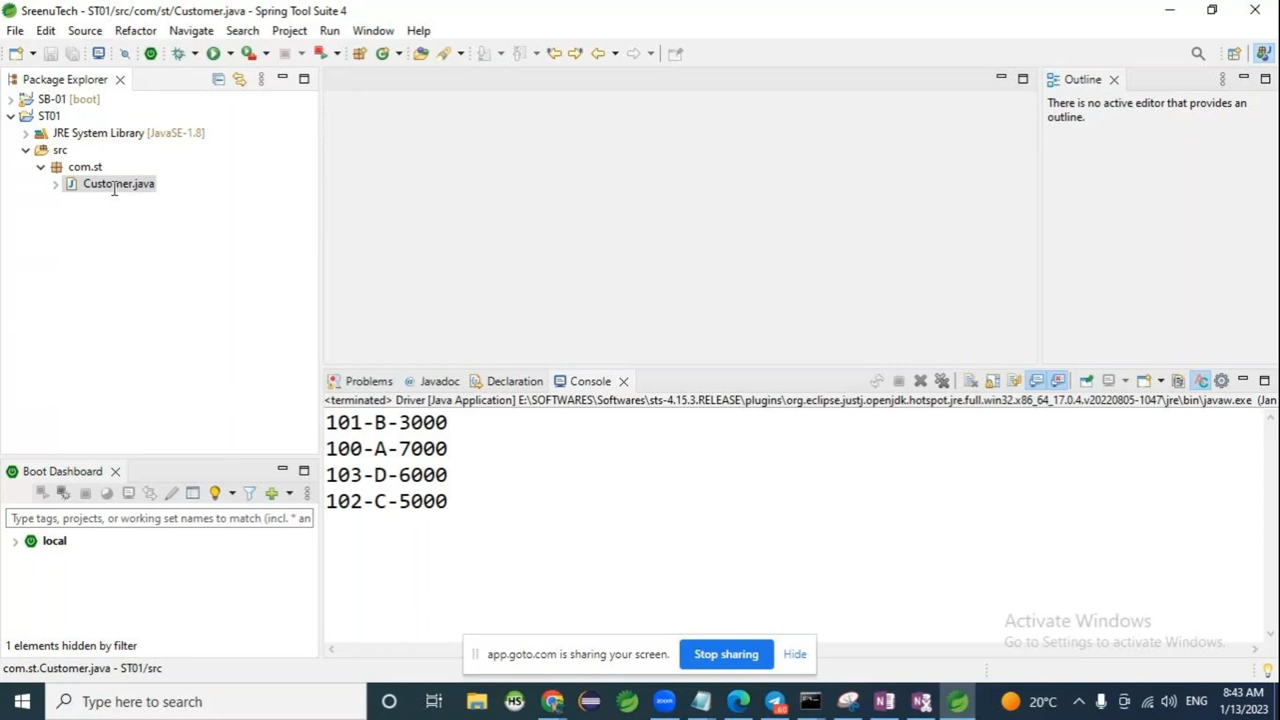 SreenuTech - ST01/src/com/st/Customer.java - Spring Tool Suite 4
File Edit Source Refactor Navigate Search Project Run Window Help
Package Explorer
SB-01 [boot]
ST01
JRE System Library [JavaSE-1.8]
src
com.st
Customer.java
Outline
There is no active editor that provides an
outline.
Problems @ Javadoc Declaration Console
<terminated> Driver [Java Application] E:\SOFTWARES\Softwares\sts-4.15.3.RELEASE\plugins\org.eclipse.justj.openjdk.hotspot.jre.full.win32.x86_64_17.0.4.v20220805-1047\jre\bin\javaw.exe (Jan
101-B-3000
100-A-7000
103-D-6000
102-C-5000
Boot Dashboard
Type tags, projects, or working set names to match (incl. * an
local
1 elements hidden by filter
com.st.Customer.java - ST01/src
Activate Windows
Go to Settings to activate Windows.
app.goto.com is sharing your screen. Stop sharing Hide
Type here to search
HS
zoom
60
20°C
ENG
8:43 AM
1/13/2023